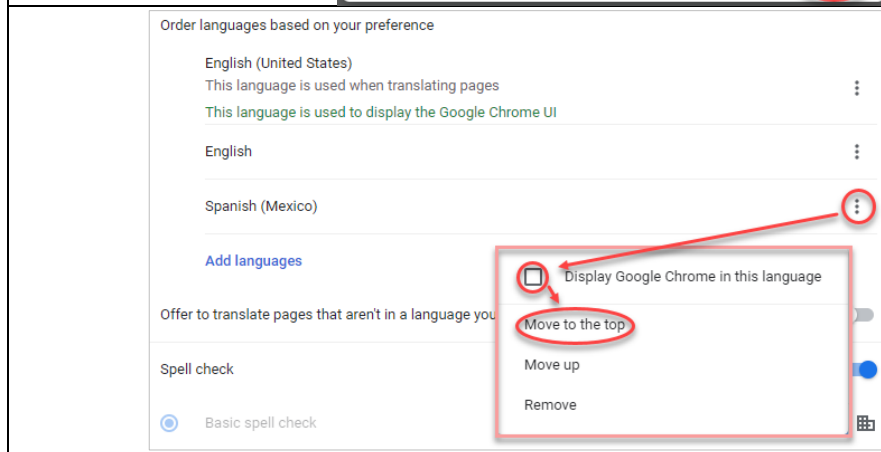 Order languages based on your preference
English (United States)
This language is used when translating pages
This language is used to display the Google Chrome UI
English
Spanish (Mexico)
Add languages
Display Google Chrome in this language
Offer to translate pages that aren't in a language you
Move to the top
Spell check
Move up
Remove
Basic spell check